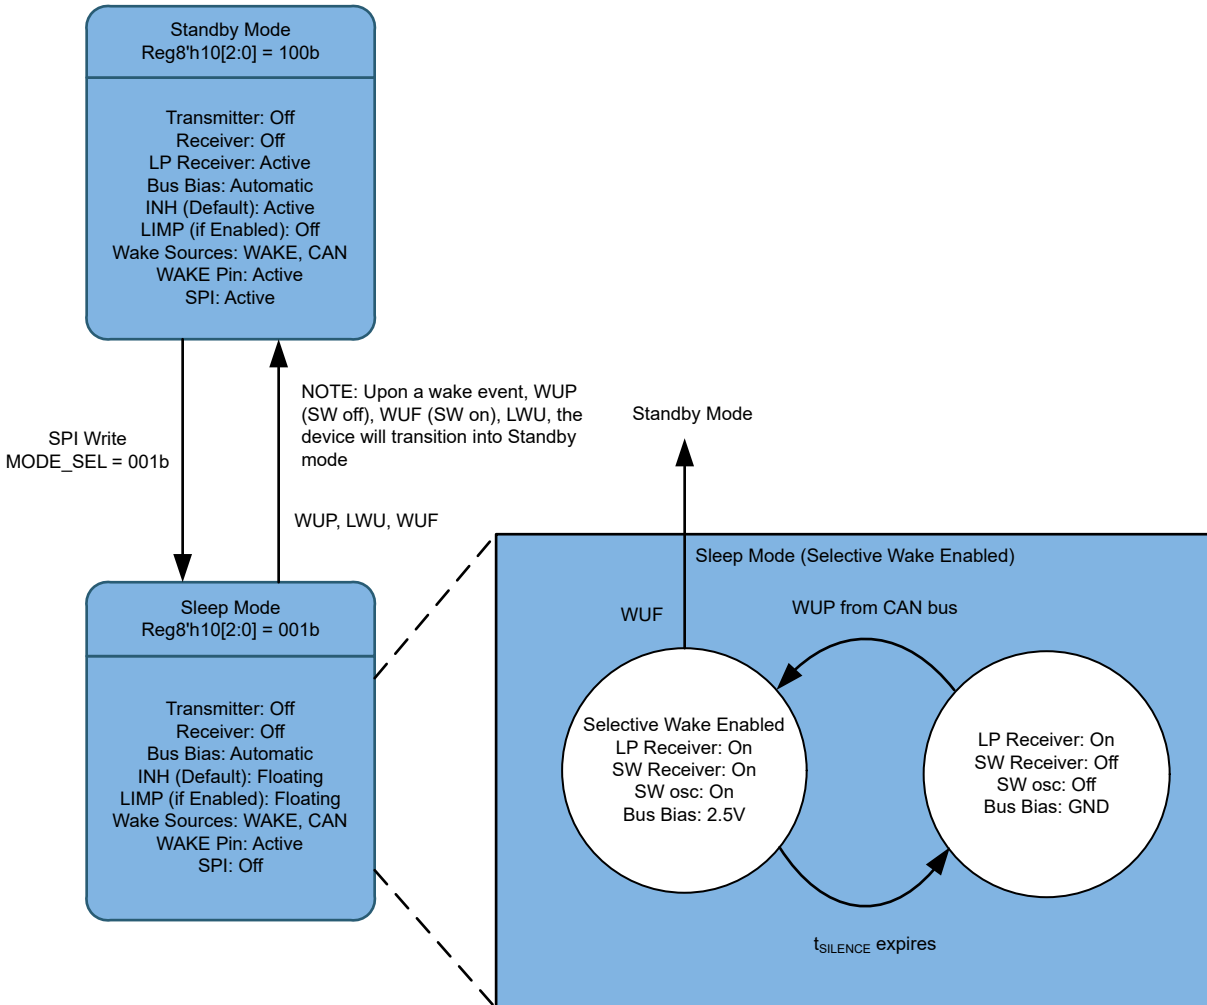 Standby Mode
Reg8'h10[2:0] = 100b
Transmitter: Off
Receiver: Off
LP Receiver: Active
Bus Bias: Automatic
INH (Default): Active
LIMP (if Enabled): Off
Wake Sources: WAKE, CAN
WAKE Pin: Active
SPI: Active
SPI Write
MODE_SEL = 001b
NOTE: Upon a wake event, WUP
(SW off), WUF (SW on), LWU, the
device will transition into Standby
mode
WUP, LWU, WUF
Sleep Mode
Reg8'h10[2:0] = 001b
Transmitter: Off
Receiver: Off
Bus Bias: Automatic
INH (Default): Floating
LIMP (if Enabled): Floating
Wake Sources: WAKE, CAN
WAKE Pin: Active
SPI: Off
Standby Mode
Sleep Mode (Selective Wake Enabled)
WUF
WUP from CAN bus
Selective Wake Enabled
LP Receiver: On
SW Receiver: On
SW osc: On
Bus Bias: 2.5V
LP Receiver: On
SW Receiver: Off
SW osc: Off
Bus Bias: GND
tSILENCE expires